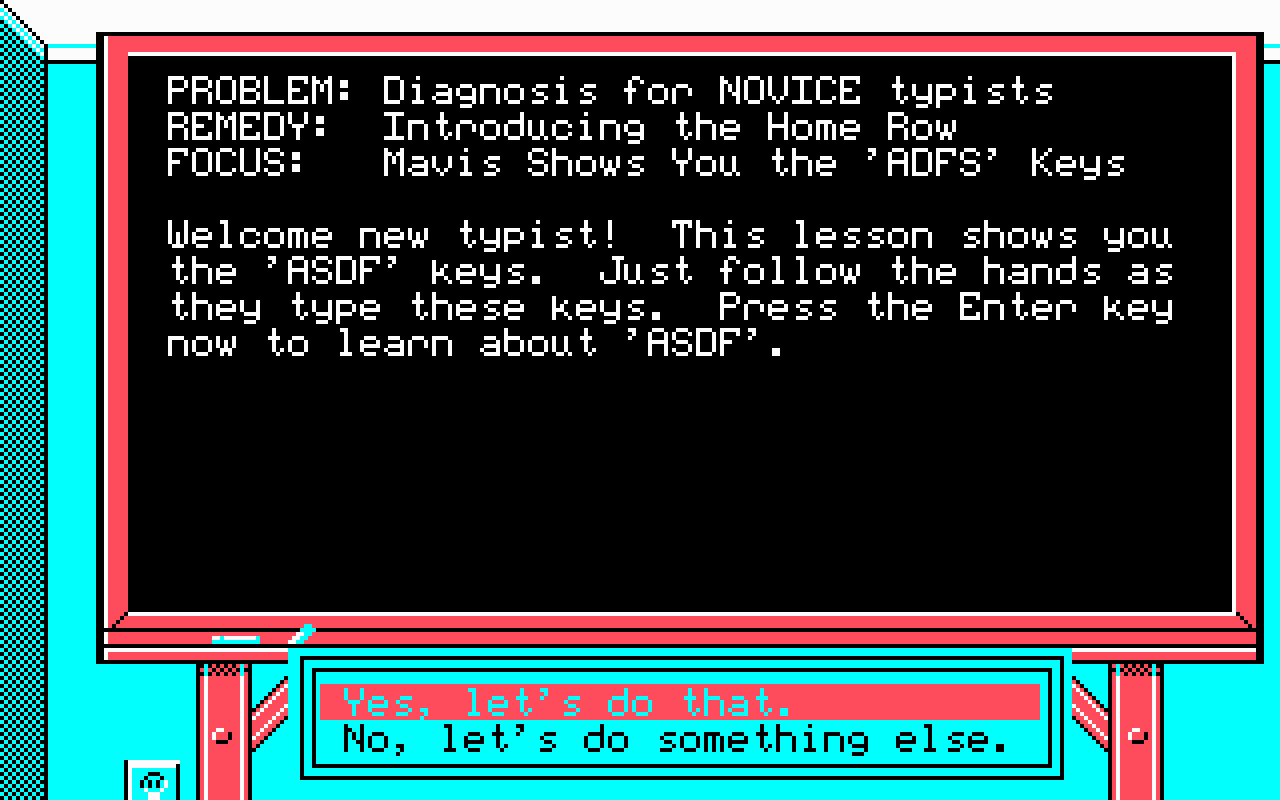 PROBLEM: Diagnosis for NOVICE typists
REMEDY:  Introducing the Home Row
FOCUS:   Mavis Shows You the 'ADFS' Keys
Welcome new typist!  This lesson shows you
the 'ASDF' keys.  Just follow the hands as
they type these keys.  Press the Enter key
now to learn about 'ASDF'.
Yes, let's do that.
No, let's do something else.